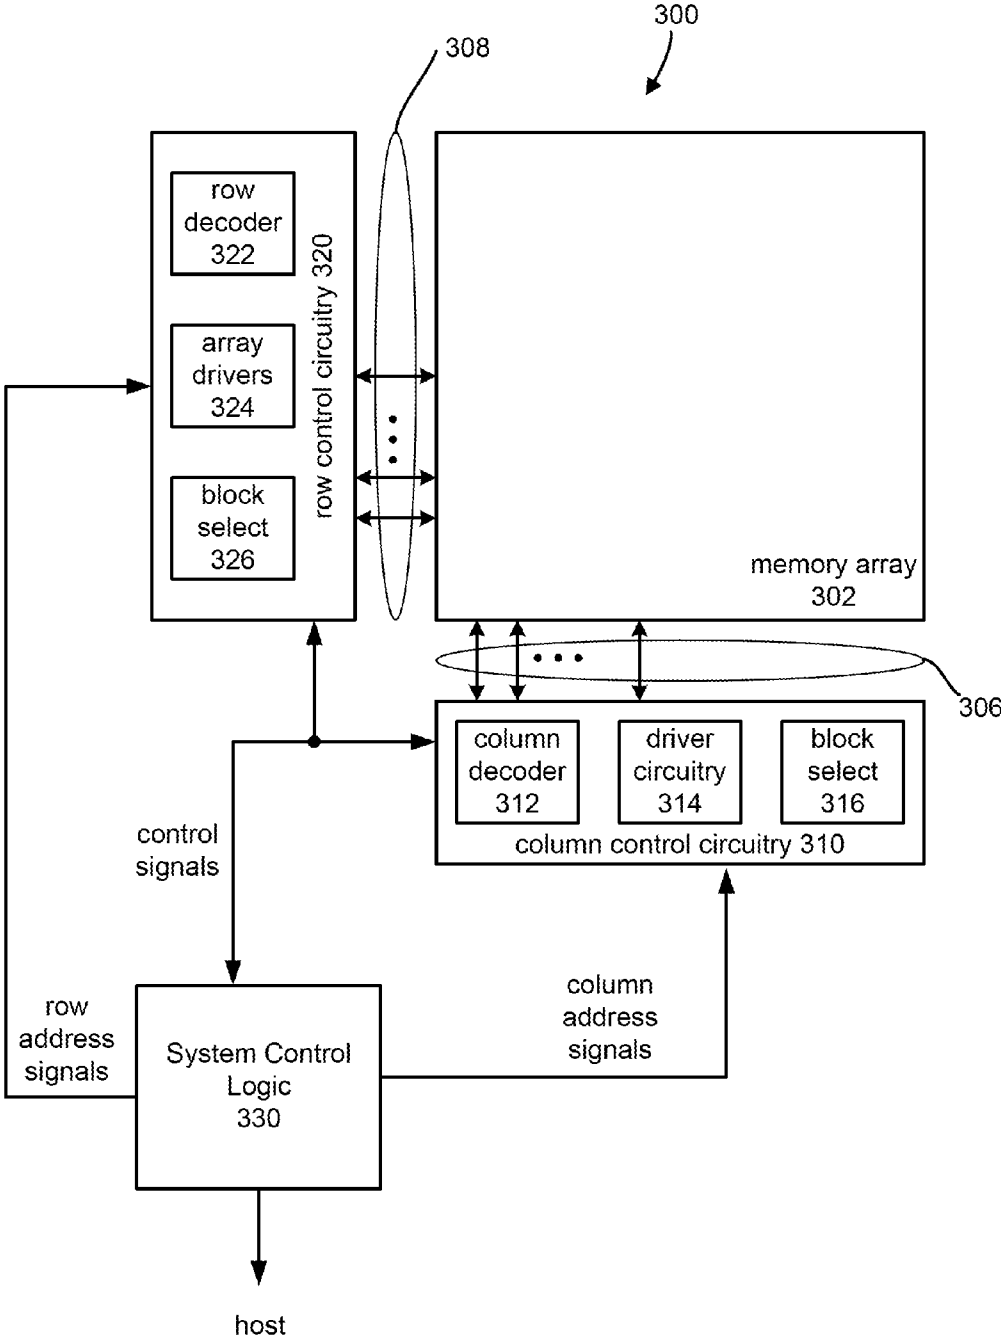 300
308
row
decoder
322
array
drivers
324
block
select
326
row control circuitry 320
memory array
302
306
column
decoder
312
driver
circuitry
314
block
select
316
column control circuitry 310
control
signals
row
address
signals
column
address
signals
System Control
Logic
330
host